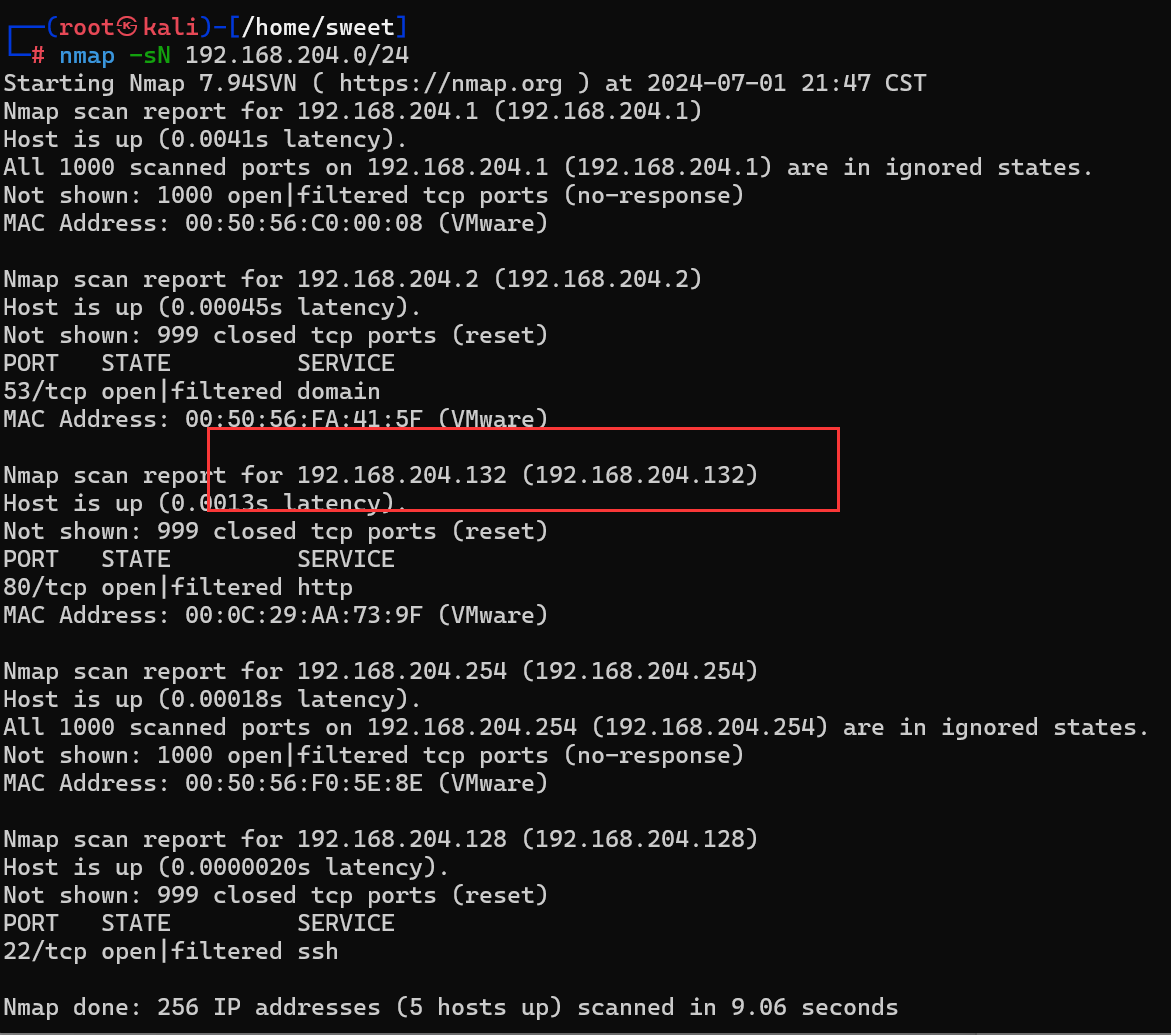 ┌──(root㉿kali)-[/home/sweet]
└─# nmap -sN 192.168.204.0/24
Starting Nmap 7.94SVN ( https://nmap.org ) at 2024-07-01 21:47 CST
Nmap scan report for 192.168.204.1 (192.168.204.1)
Host is up (0.0041s latency).
All 1000 scanned ports on 192.168.204.1 (192.168.204.1) are in ignored states.
Not shown: 1000 open|filtered tcp ports (no-response)
MAC Address: 00:50:56:C0:00:08 (VMware)

Nmap scan report for 192.168.204.2 (192.168.204.2)
Host is up (0.00045s latency).
Not shown: 999 closed tcp ports (reset)
PORT   STATE         SERVICE
53/tcp open|filtered domain
MAC Address: 00:50:56:FA:41:5F (VMware)

Nmap scan report for 192.168.204.132 (192.168.204.132)
Host is up (0.0013s latency).
Not shown: 999 closed tcp ports (reset)
PORT   STATE         SERVICE
80/tcp open|filtered http
MAC Address: 00:0C:29:AA:73:9F (VMware)

Nmap scan report for 192.168.204.254 (192.168.204.254)
Host is up (0.00018s latency).
All 1000 scanned ports on 192.168.204.254 (192.168.204.254) are in ignored states.
Not shown: 1000 open|filtered tcp ports (no-response)
MAC Address: 00:50:56:F0:5E:8E (VMware)

Nmap scan report for 192.168.204.128 (192.168.204.128)
Host is up (0.0000020s latency).
Not shown: 999 closed tcp ports (reset)
PORT   STATE         SERVICE
22/tcp open|filtered ssh

Nmap done: 256 IP addresses (5 hosts up) scanned in 9.06 seconds